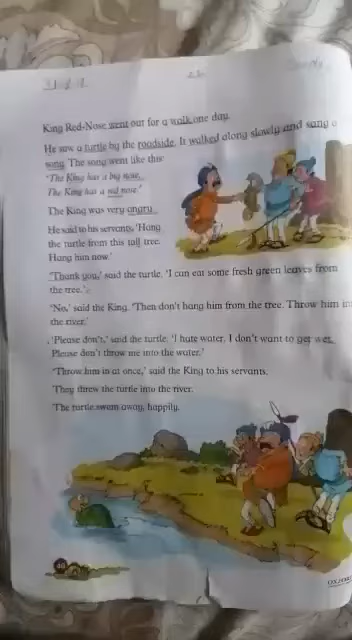 King Red-Nose went out for a walk one day.
He saw a turtle by the roadside. It walked along slowly and sang a
song. The song went like this:
'The King has a big nose,
The King has a red nose.'
The King was very angry.
He said to his servants, 'Hang
the turtle from this tall tree.
Hang him now.'
'Thank you,' said the turtle. 'I can eat some fresh green leaves from
the tree.'
'No,' said the King. 'Then don't hang him from the tree. Throw him in
the river.'
'Please don't,' said the turtle. 'I hate water. I don't want to get wet.
Please don't throw me into the water.'
'Throw him in at once,' said the King to his servants.
They threw the turtle into the river.
The turtle swam away, happily.